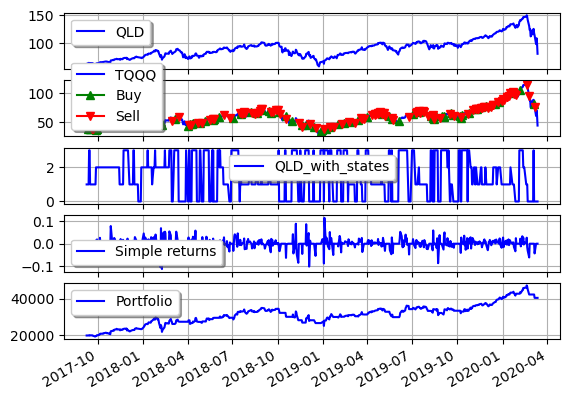 150
QLD
100
TQQQ
100
Buy
50
Sell
2
QLD_with_states
0
0.1
0.0
Simple returns
−0.1
Portfolio
40000
20000
2017-10 2018-01 2018-04 2018-07 2018-10 2019-01 2019-04 2019-07 2019-10 2020-01 2020-04